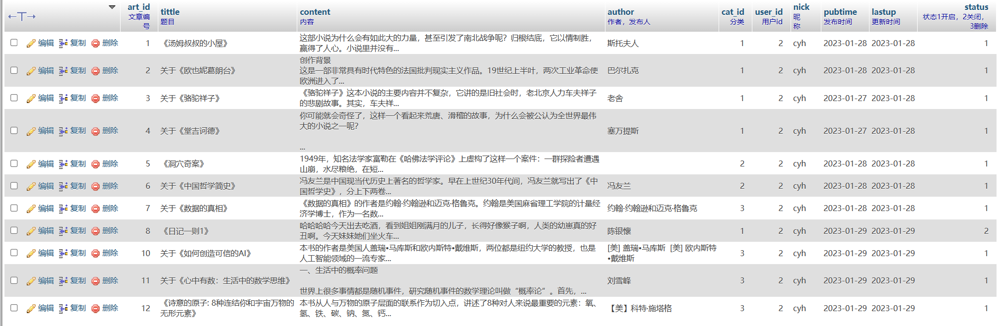 ←T→ art_id tittle content author cat_id user_id nick pubtime lastup status
文章编号 题目 内容 作者，发布人 分类 用户id 昵称 发布时间 更新时间 状态1开启，2关闭，3删除
编辑 复制 删除 1 《汤姆叔叔的小屋》 这部小说为什么会有如此大的力量，甚至引发了南北战争呢？归根结底，它以情制胜， 斯托夫人 1 2 cyh 2023-01-28 2023-01-28 1
赢得了人心。小说里并没有...
创作背景
编辑 复制 删除 2 关于《欧也妮葛朗台》 这是一部非常具有时代特色的法国批判现实主义作品。19世纪上半叶，两次工业革命使 巴尔扎克 1 2 cyh 2023-01-28 2023-01-28 1
欧洲进入了...
编辑 复制 删除 3 关于《骆驼祥子》 《骆驼祥子》这本小说的主要内容并不复杂，它讲的是旧社会时，老北京人力车夫祥子 老舍 1 2 cyh 2023-01-27 2023-01-28 1
的悲剧故事。其实，车夫祥...
你可能就会奇怪了，这样一个看起来荒唐、滑稽的故事，为什么会被公认为全世界最伟
大的小说之一呢？
编辑 复制 删除 4 关于《堂吉诃德》 塞万提斯 1 2 cyh 2023-01-27 2023-01-28 1
...
编辑 复制 删除 5 《洞穴奇案》 1949年，知名法学家富勒在《哈佛法学评论》上虚构了这样一个案件：一群探险者遭遇 2 2 cyh 2023-01-28 2023-01-28 1
山崩，水尽粮绝，在短...
编辑 复制 删除 6 关于《中国哲学简史》 冯友兰是中国现当代历史上著名的哲学家。早在上世纪30年代间，冯友兰就写出了《中 冯友兰 2 2 cyh 2023-01-28 2023-01-28 1
国哲学史》，分上下两卷...
编辑 复制 删除 7 关于《数据的真相》 《数据的真相》的作者是约翰·约翰逊和迈克·格鲁克。约翰是美国麻省理工学院的计量经 约翰·约翰逊和迈克·格鲁克 3 2 cyh 2023-01-28 2023-01-28 1
济学博士，作为一名数...
编辑 复制 删除 8 《日记一则1》 哈哈哈哈今天出去吃酒，看到姐姐刚满月的儿子，长得好像猴子啊，人类的幼崽真的好 陈银懷 1 2 cyh 2023-01-29 2023-01-29 2
丑啊。今天妹妹她们坐火车...
编辑 复制 删除 10 关于《如何创造可信的AI》 本书的作者是美国人盖瑞•马库斯和欧内斯特•戴维斯，两位都是纽约大学的教授，也是 [美] 盖瑞•马库斯 [美] 欧内斯特 3 2 cyh 2023-01-29 2023-01-29 1
人工智能领域的一流专家... •戴维斯
一、生活中的概率问题
编辑 复制 删除 11 关于《心中有数：生活中的数学思维》 刘雪峰 3 2 cyh 2023-01-29 2023-01-29 1
世界上很多事情都是随机事件，研究随机事件的数学理论叫做“概率论”。首先，...
编辑 复制 删除 12 《诗意的原子: 8种连结你和宇宙万物的 本书从人与万物的原子层面的联系作为切入点，讲述了8种对人来说最重要的元素：氧、 【美】科特·施塔格 3 2 cyh 2023-01-29 2023-01-29 1
无形元素》 氢、铁、碳、钠、氮、钙...